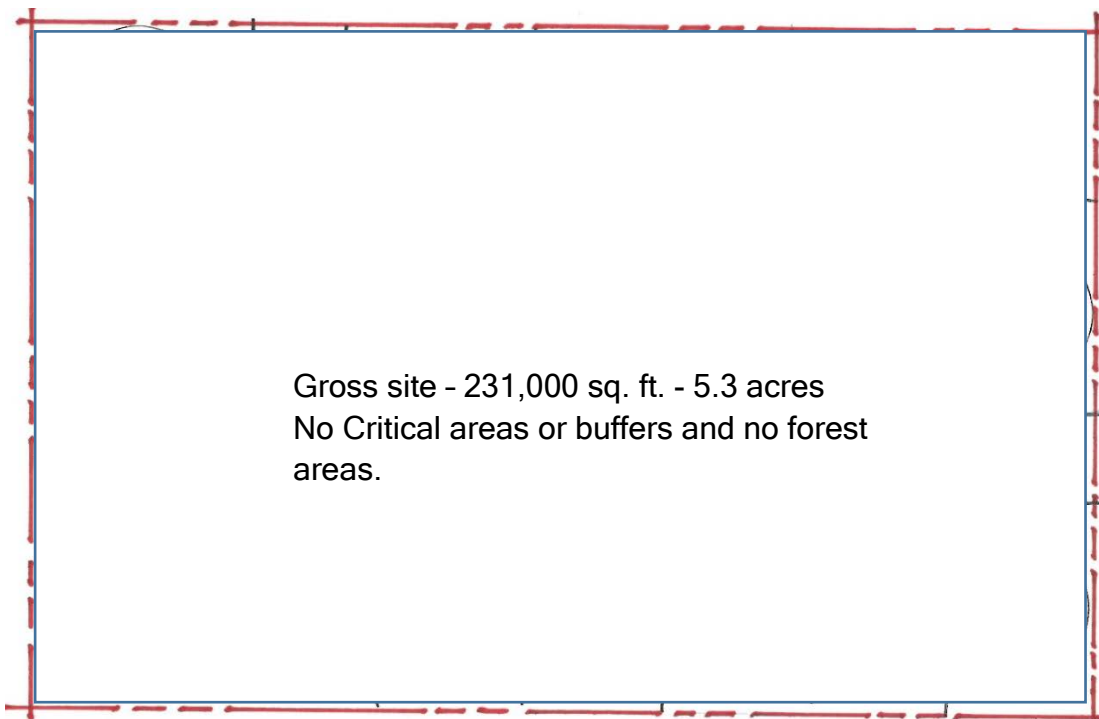 Gross site – 231,000 sq. ft. - 5.3 acres
No Critical areas or buffers and no forest
areas.